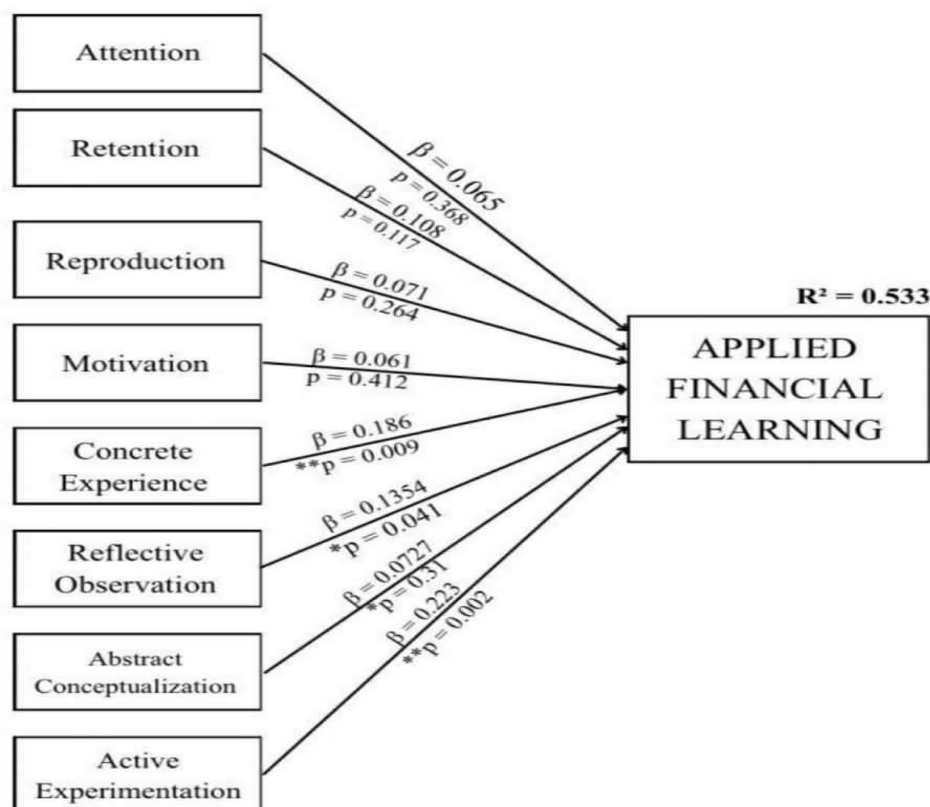 Attention
Retention
Reproduction
Motivation
Concrete
Experience
Reflective
Observation
Abstract
Conceptualization
Active
Experimentation
β = 0.065
p = 0.368
β = 0.108
p = 0.117
β = 0.071
p = 0.264
β = 0.061
p = 0.412
β = 0.186
**p = 0.009
β = 0.1354
*p = 0.041
β = 0.0727
*p = 0.31
β = 0.223
**p = 0.002
R² = 0.533
APPLIED
FINANCIAL
LEARNING